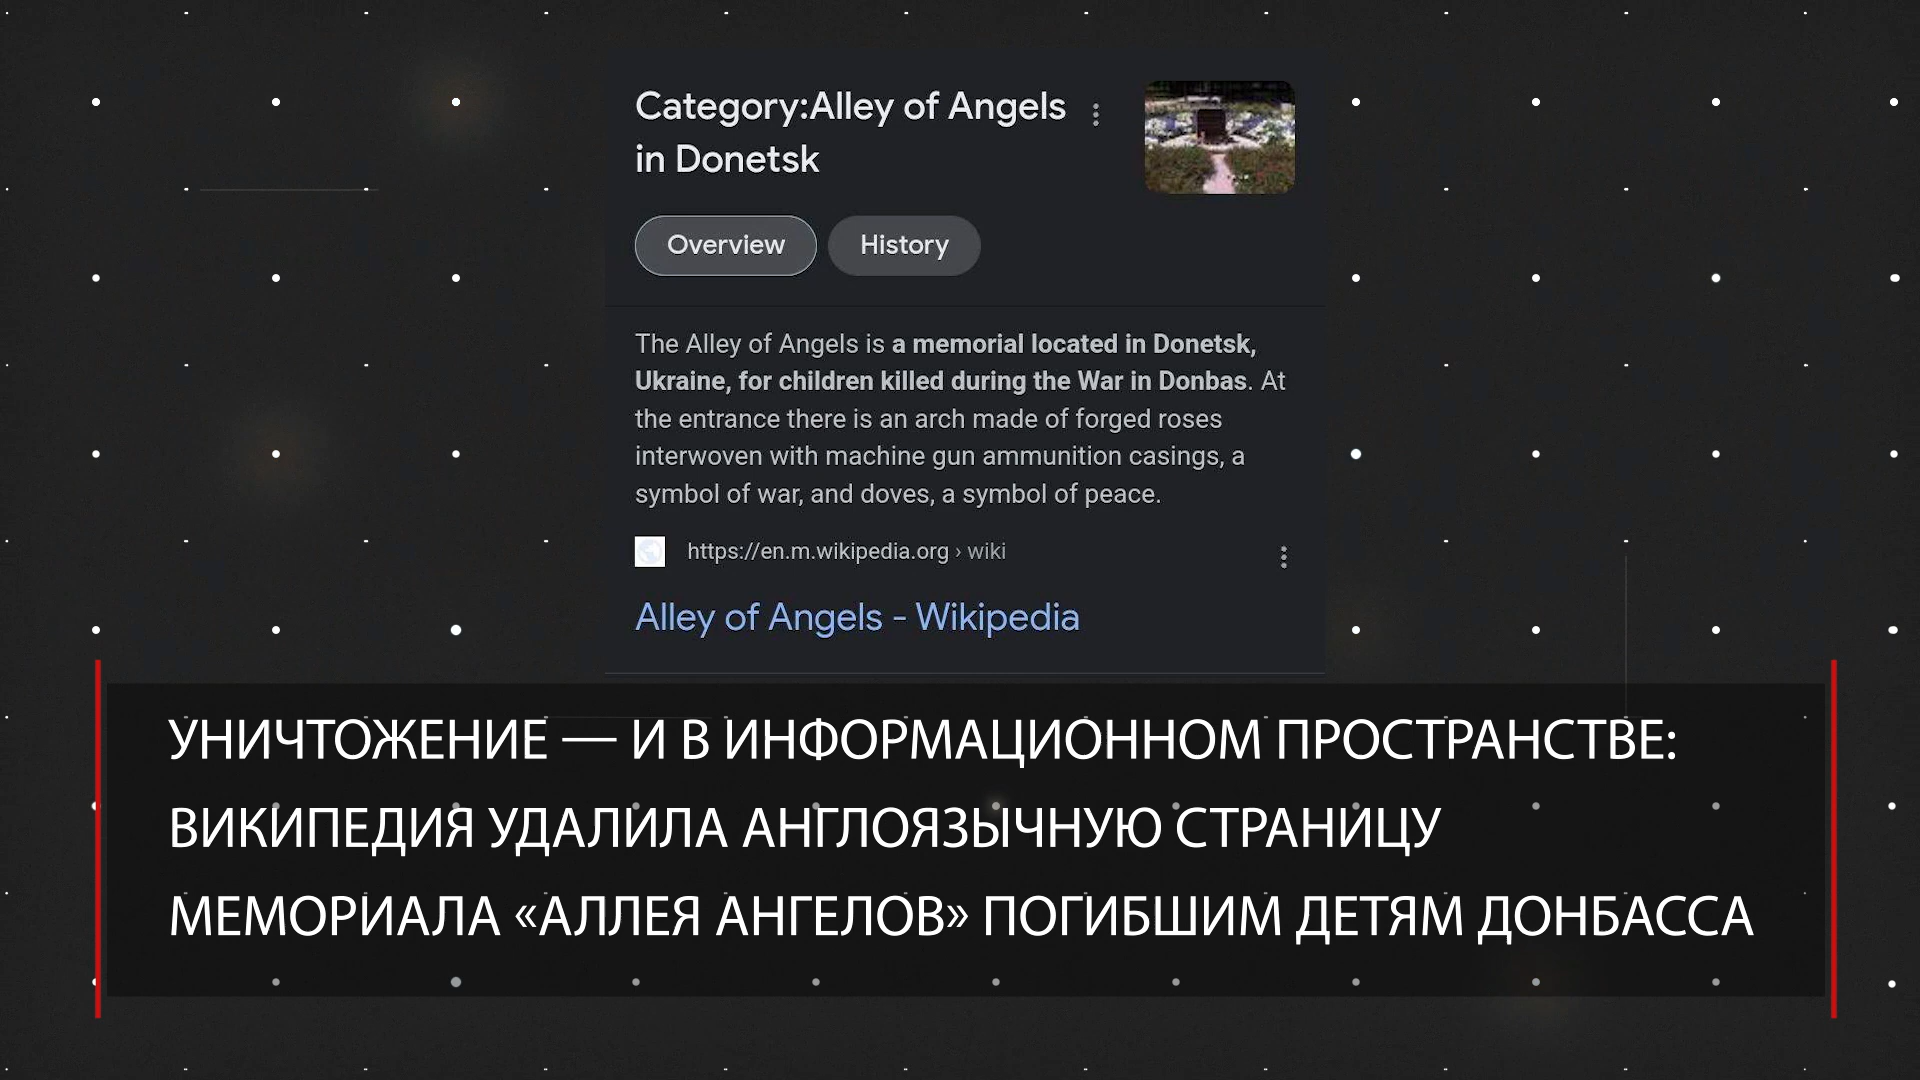 Category:Alley of Angels
in Donetsk
Overview
History
The Alley of Angels is a memorial located in Donetsk,
Ukraine, for children killed during the War in Donbas. At
the entrance there is an arch made of forged roses
interwoven with machine gun ammunition casings, a
symbol of war, and doves, a symbol of peace.
https://en.m.wikipedia.org › wiki
Alley of Angels - Wikipedia
УНИЧТОЖЕНИЕ — И В ИНФОРМАЦИОННОМ ПРОСТРАНСТВЕ:
ВИКИПЕДИЯ УДАЛИЛА АНГЛОЯЗЫЧНУЮ СТРАНИЦУ
МЕМОРИАЛА «АЛЛЕЯ АНГЕЛОВ» ПОГИБШИМ ДЕТЯМ ДОНБАССА